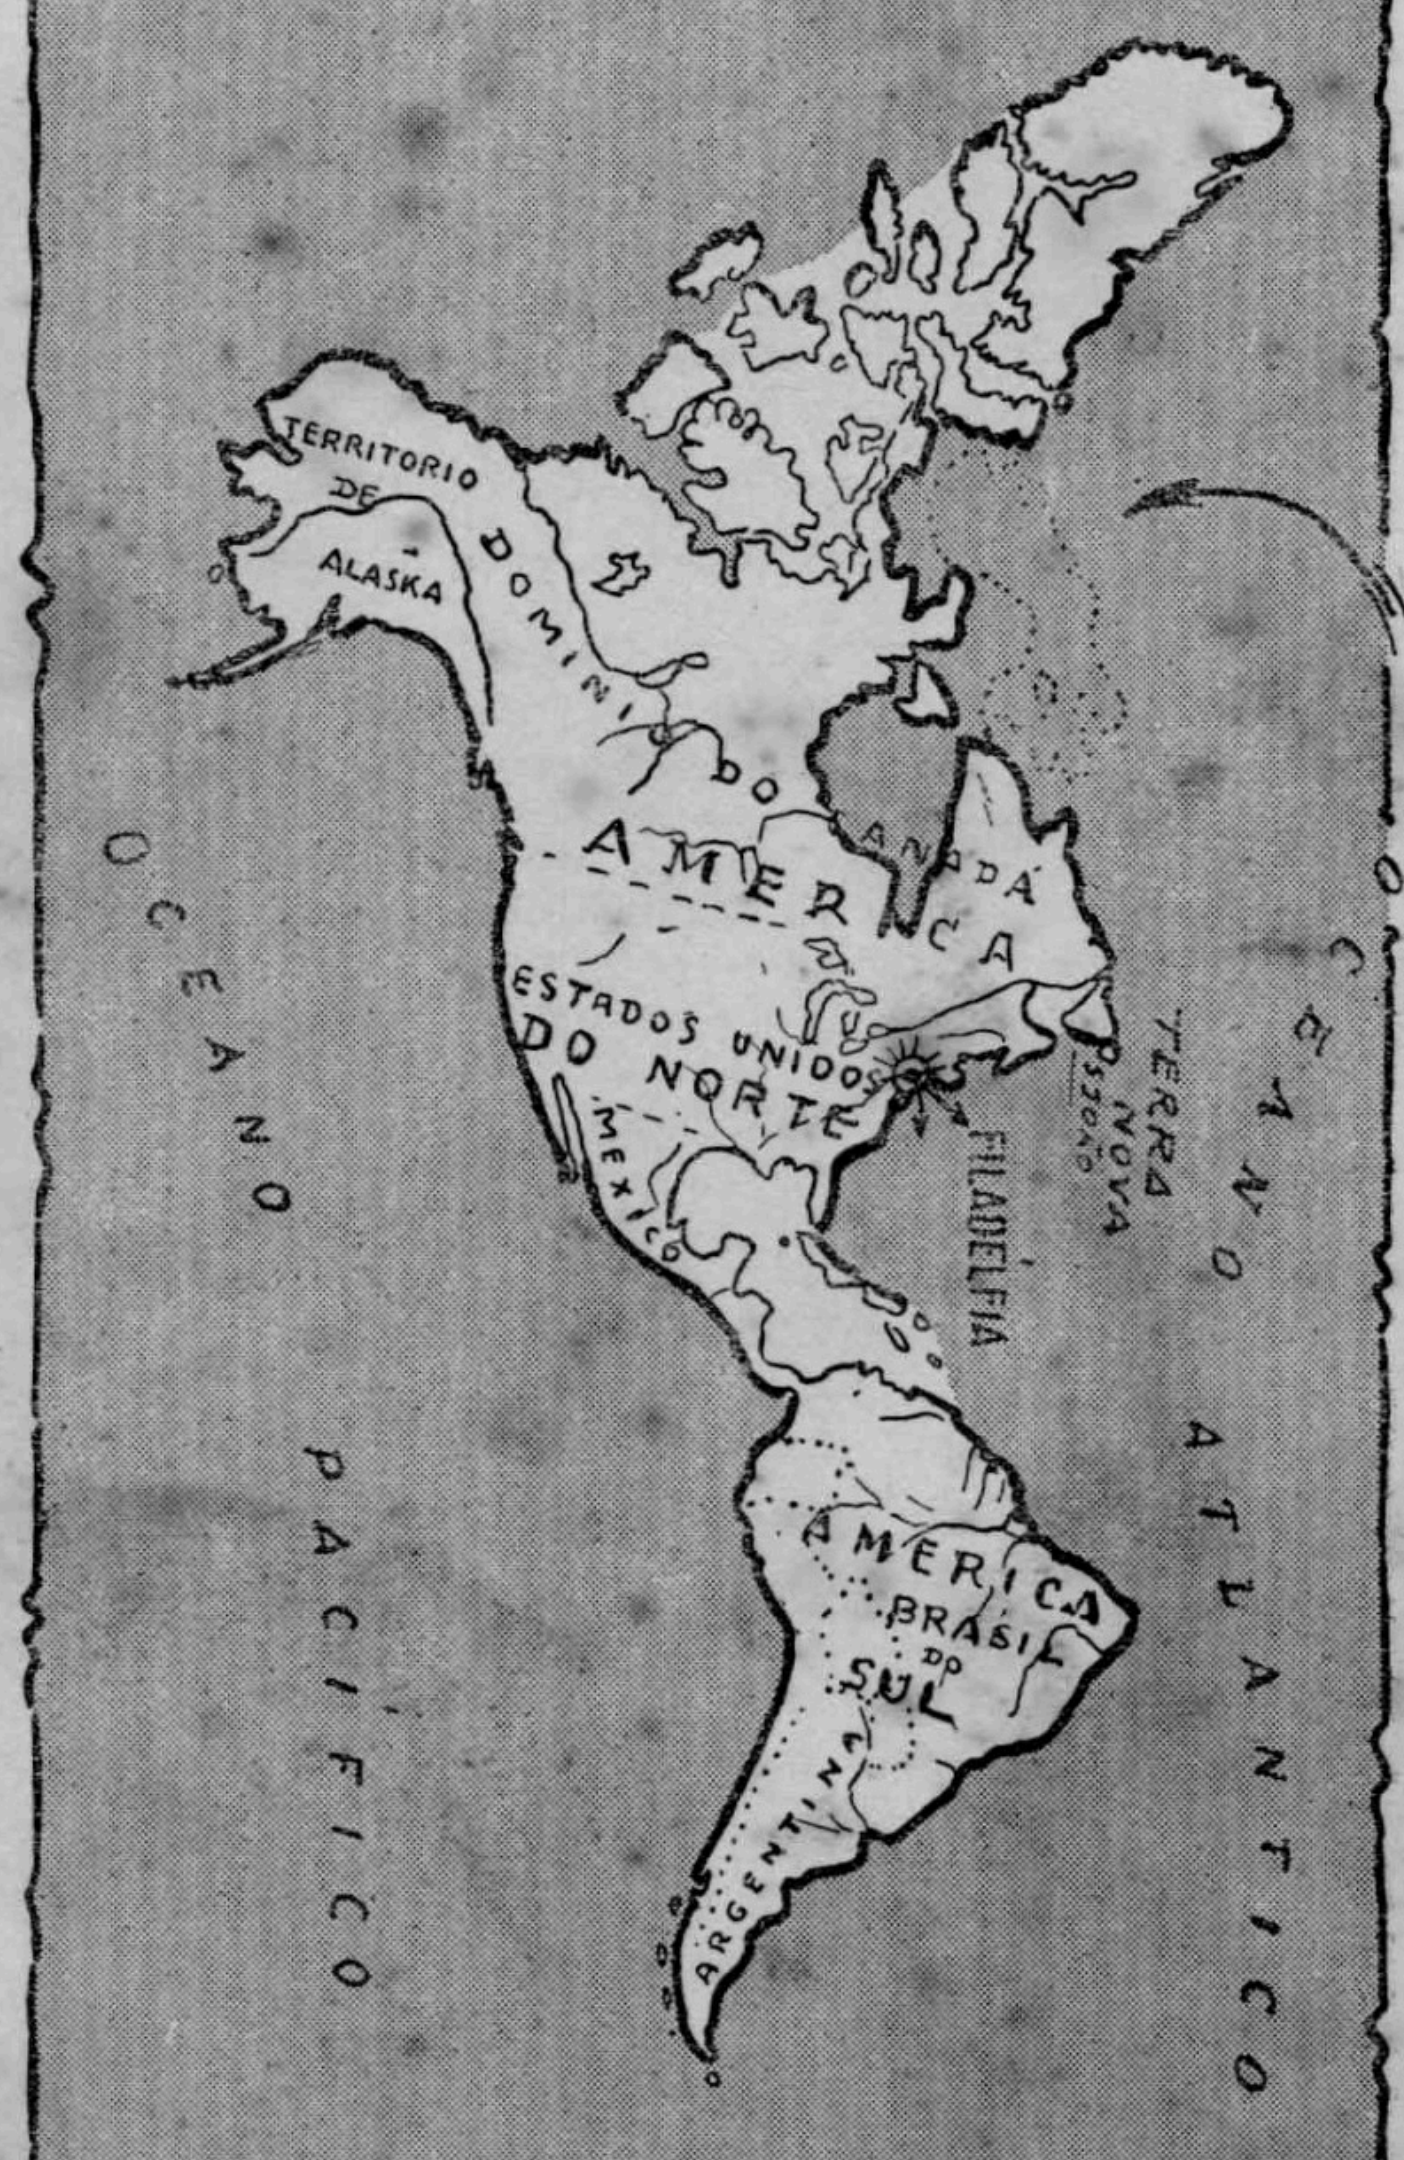 TERRITORIO
DE
ALASKA
DOMINI DO
CANADÁ
AMERICA
ESTADOS UNIDOS
DO NORTE
MEXICO
TERRA
NOVA
FILADELFIA
OCEANO
PACIFICO
OCEANO
ATLANTICO
AMERICA
BRASIL
DO
SUL
ARGENTINA